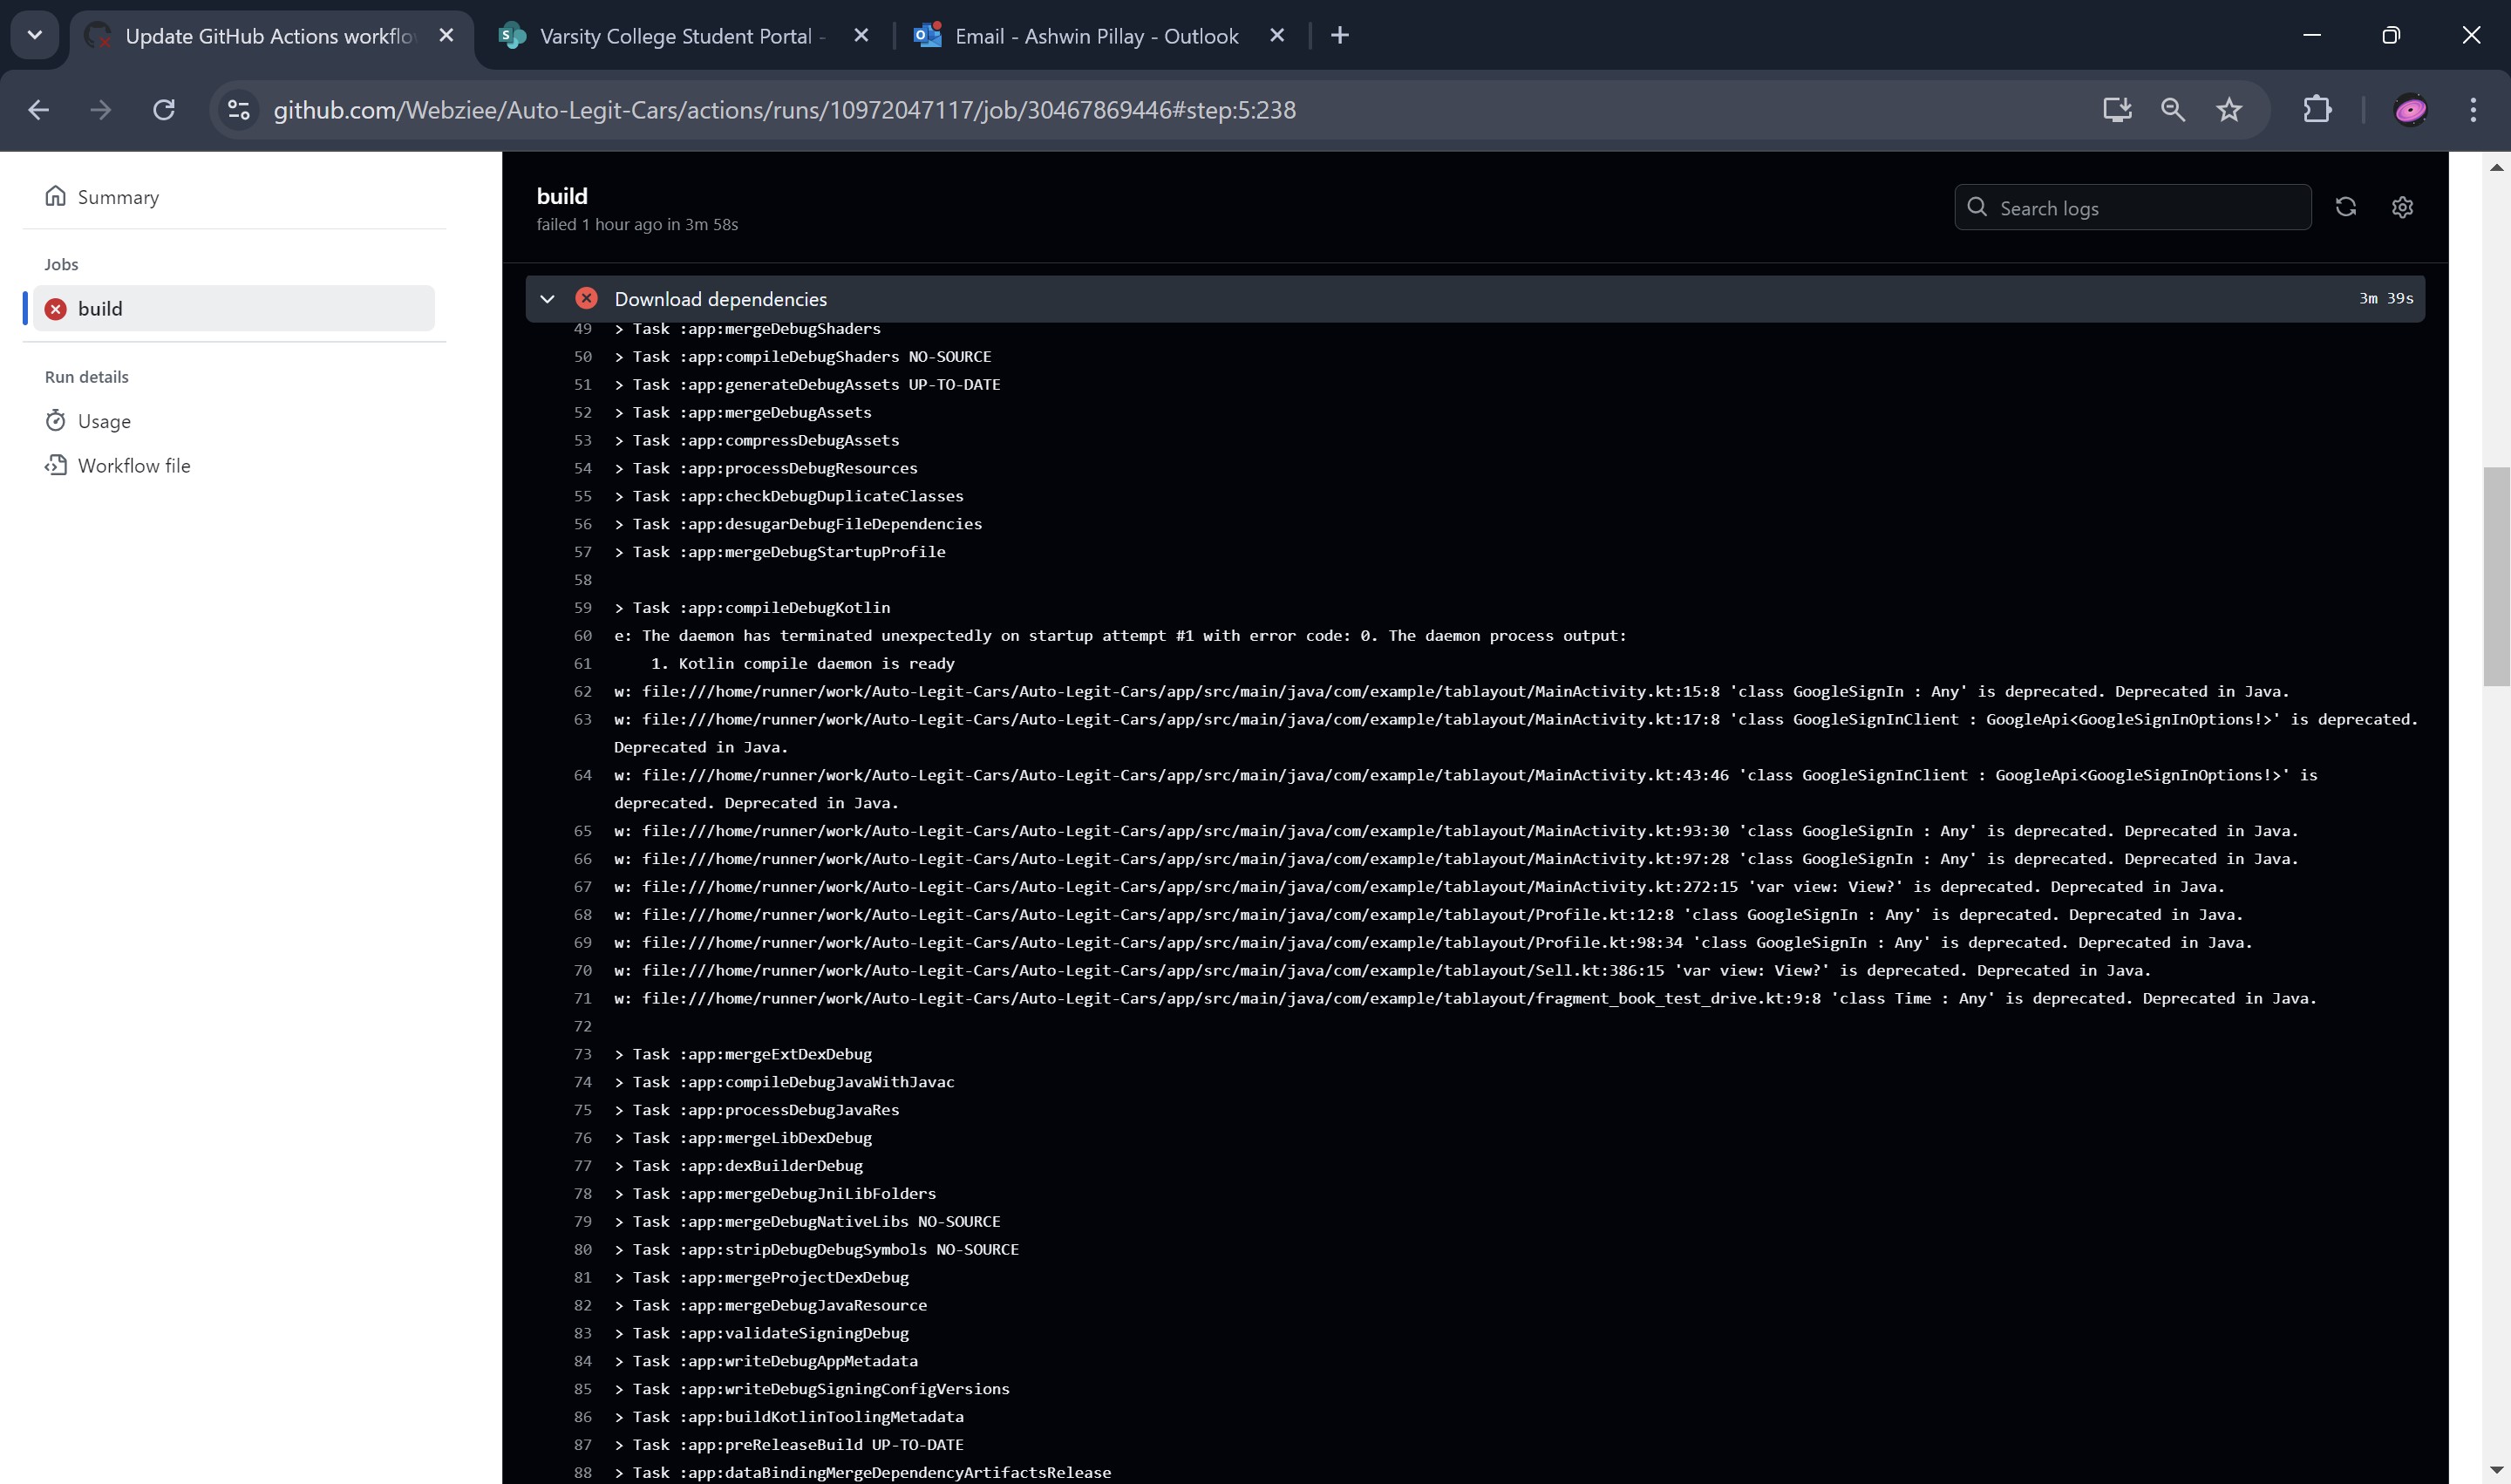 Update GitHub Actions workflo
Varsity College Student Portal -
Email - Ashwin Pillay - Outlook
github.com/Webziee/Auto-Legit-Cars/actions/runs/10972047117/job/30467869446#step:5:238
Summary
Jobs
build
Run details
Usage
Workflow file
build
failed 1 hour ago in 3m 58s
Search logs
Download dependencies
3m 39s
49 > Task :app:mergeDebugShaders
50 > Task :app:compileDebugShaders NO-SOURCE
51 > Task :app:generateDebugAssets UP-TO-DATE
52 > Task :app:mergeDebugAssets
53 > Task :app:compressDebugAssets
54 > Task :app:processDebugResources
55 > Task :app:checkDebugDuplicateClasses
56 > Task :app:desugarDebugFileDependencies
57 > Task :app:mergeDebugStartupProfile
58
59 > Task :app:compileDebugKotlin
60 e: The daemon has terminated unexpectedly on startup attempt #1 with error code: 0. The daemon process output:
61 1. Kotlin compile daemon is ready
62 w: file:///home/runner/work/Auto-Legit-Cars/Auto-Legit-Cars/app/src/main/java/com/example/tablayout/MainActivity.kt:15:8 'class GoogleSignIn : Any' is deprecated. Deprecated in Java.
63 w: file:///home/runner/work/Auto-Legit-Cars/Auto-Legit-Cars/app/src/main/java/com/example/tablayout/MainActivity.kt:17:8 'class GoogleSignInClient : GoogleApi<GoogleSignInOptions!>' is deprecated.
Deprecated in Java.
64 w: file:///home/runner/work/Auto-Legit-Cars/Auto-Legit-Cars/app/src/main/java/com/example/tablayout/MainActivity.kt:43:46 'class GoogleSignInClient : GoogleApi<GoogleSignInOptions!>' is
deprecated. Deprecated in Java.
65 w: file:///home/runner/work/Auto-Legit-Cars/Auto-Legit-Cars/app/src/main/java/com/example/tablayout/MainActivity.kt:93:30 'class GoogleSignIn : Any' is deprecated. Deprecated in Java.
66 w: file:///home/runner/work/Auto-Legit-Cars/Auto-Legit-Cars/app/src/main/java/com/example/tablayout/MainActivity.kt:97:28 'class GoogleSignIn : Any' is deprecated. Deprecated in Java.
67 w: file:///home/runner/work/Auto-Legit-Cars/Auto-Legit-Cars/app/src/main/java/com/example/tablayout/MainActivity.kt:272:15 'var view: View?' is deprecated. Deprecated in Java.
68 w: file:///home/runner/work/Auto-Legit-Cars/Auto-Legit-Cars/app/src/main/java/com/example/tablayout/Profile.kt:12:8 'class GoogleSignIn : Any' is deprecated. Deprecated in Java.
69 w: file:///home/runner/work/Auto-Legit-Cars/Auto-Legit-Cars/app/src/main/java/com/example/tablayout/Profile.kt:98:34 'class GoogleSignIn : Any' is deprecated. Deprecated in Java.
70 w: file:///home/runner/work/Auto-Legit-Cars/Auto-Legit-Cars/app/src/main/java/com/example/tablayout/Sell.kt:386:15 'var view: View?' is deprecated. Deprecated in Java.
71 w: file:///home/runner/work/Auto-Legit-Cars/Auto-Legit-Cars/app/src/main/java/com/example/tablayout/fragment_book_test_drive.kt:9:8 'class Time : Any' is deprecated. Deprecated in Java.
72
73 > Task :app:mergeExtDexDebug
74 > Task :app:compileDebugJavaWithJavac
75 > Task :app:processDebugJavaRes
76 > Task :app:mergeLibDexDebug
77 > Task :app:dexBuilderDebug
78 > Task :app:mergeDebugJniLibFolders
79 > Task :app:mergeDebugNativeLibs NO-SOURCE
80 > Task :app:stripDebugDebugSymbols NO-SOURCE
81 > Task :app:mergeProjectDexDebug
82 > Task :app:mergeDebugJavaResource
83 > Task :app:validateSigningDebug
84 > Task :app:writeDebugAppMetadata
85 > Task :app:writeDebugSigningConfigVersions
86 > Task :app:buildKotlinToolingMetadata
87 > Task :app:preReleaseBuild UP-TO-DATE
88 > Task :app:dataBindingMergeDependencyArtifactsRelease